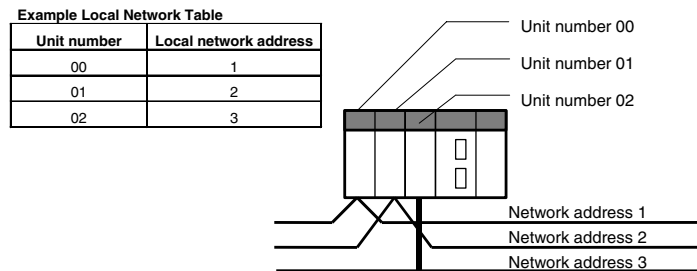 Example Local Network Table
Unit number Local network address
00 1
01 2
02 3
Unit number 00
Unit number 01
Unit number 02
Network address 1
Network address 2
Network address 3